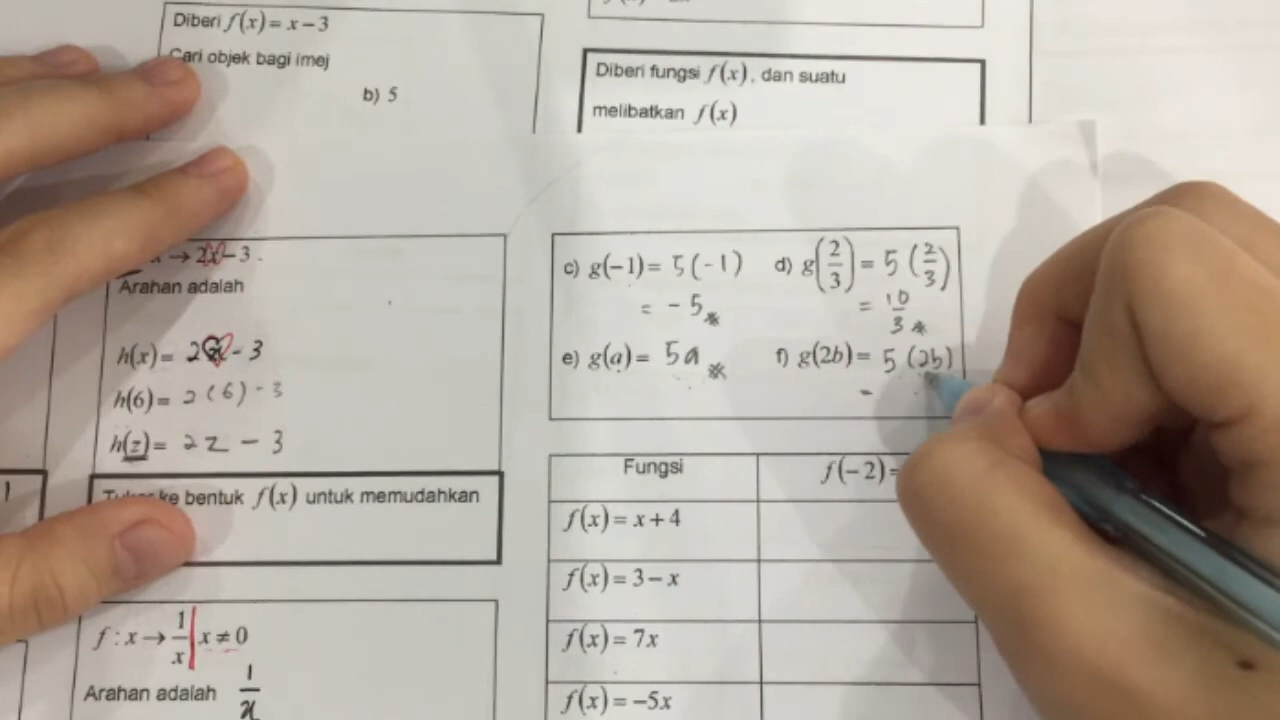 Diberi f(x) = x − 3
Cari objek bagi imej
b) 5
Diberi fungsi f(x), dan suatu
melibatkan f(x)
→ 2x − 3.
Arahan adalah
h(x) = 2x − 3
h(6) = 2(6) − 3
h(z) = 2z − 3
ke bentuk f(x) untuk memudahkan
f : x → 1/x | x ≠ 0
Arahan adalah 1/x
c) g(−1) = 5(−1)
= −5
d) g(2/3) = 5(2/3)
= 10/3
e) g(a) = 5a
f) g(2b) = 5(2b)
=
Fungsi f(−2) =
f(x) = x + 4
f(x) = 3 − x
f(x) = 7x
f(x) = −5x